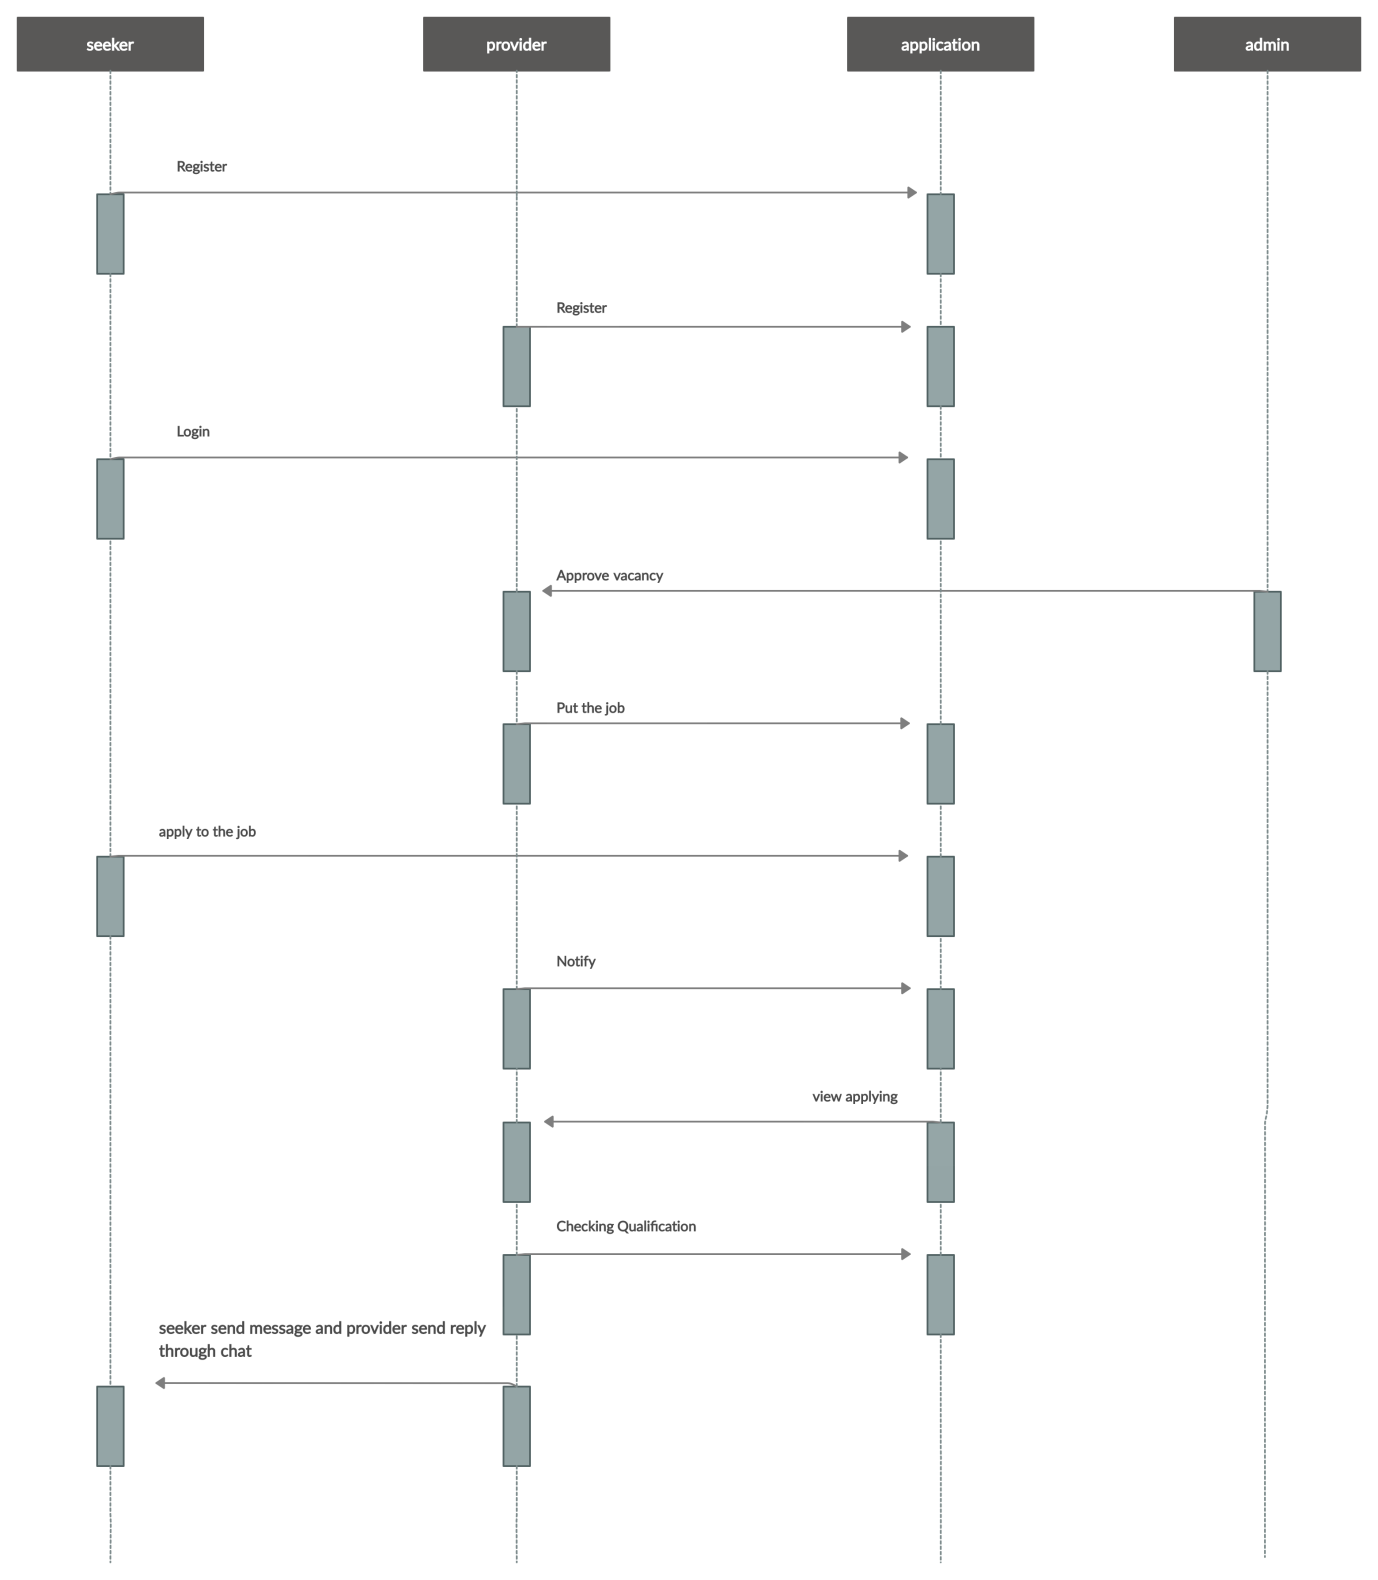 seeker
provider
application
admin
Register
Register
Login
Approve vacancy
Put the job
apply to the job
Notify
view applying
Checking Qualification
seeker send message and provider send reply
through chat